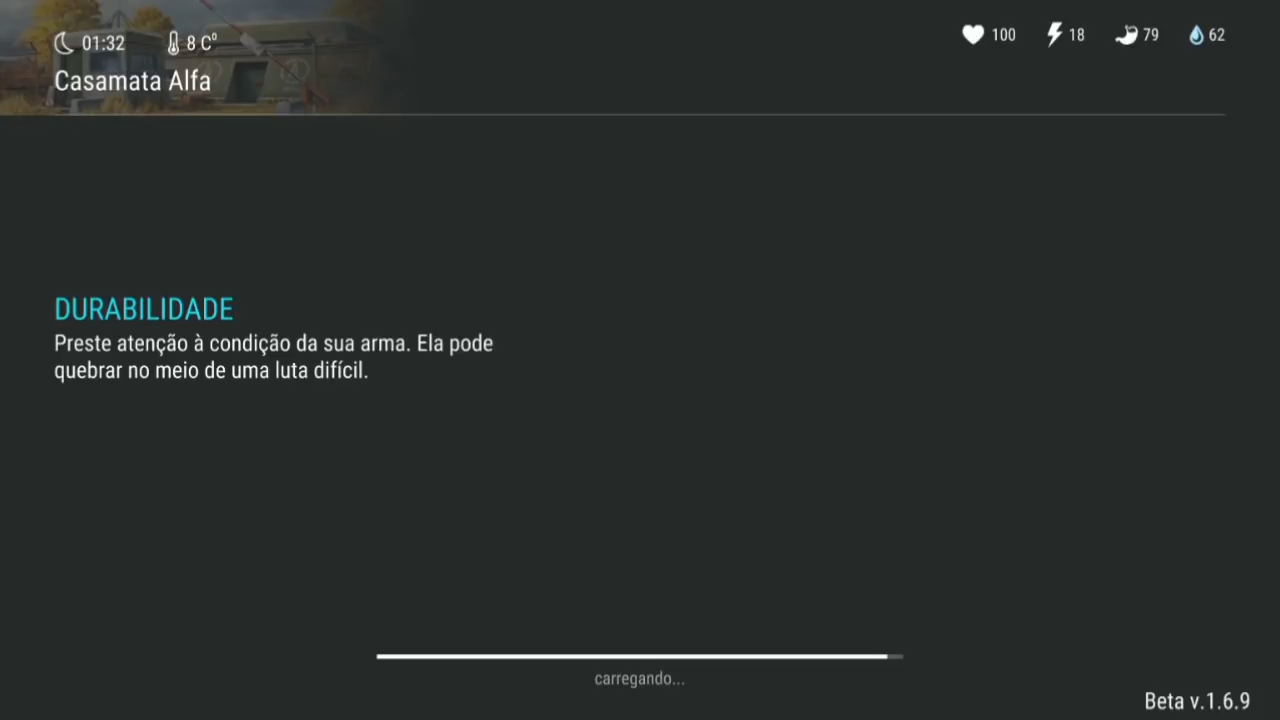 01:32 8 Cº
100 18 79 62
Casamata Alfa
DURABILIDADE
Preste atenção à condição da sua arma. Ela pode
quebrar no meio de uma luta difícil.
carregando...
Beta v.1.6.9